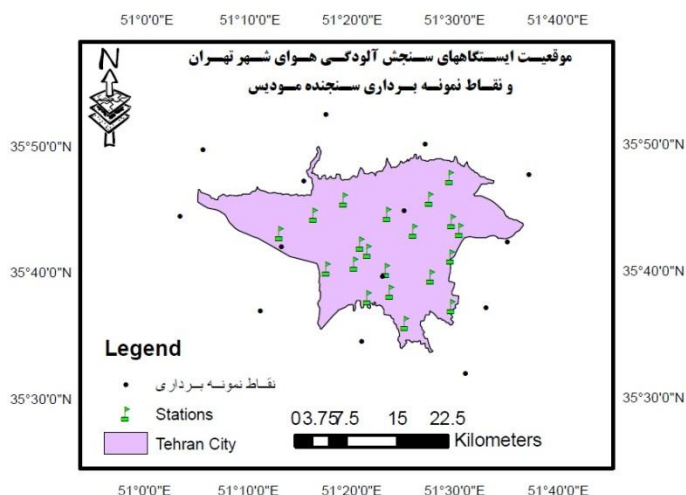 51°0'0"E 51°10'0"E 51°20'0"E 51°30'0"E 51°40'0"E
N
موقعیت ایستگاههای سنجش آلودگی هوای شهر تهران
و نقاط نمونه برداری سنجنده مودیس
35°50'0"N 35°50'0"N
35°40'0"N 35°40'0"N
Legend
نقاط نمونه برداری
Stations
Tehran City
03.757.5 15 22.5
Kilometers
35°30'0"N 35°30'0"N
51°0'0"E 51°10'0"E 51°20'0"E 51°30'0"E 51°40'0"E